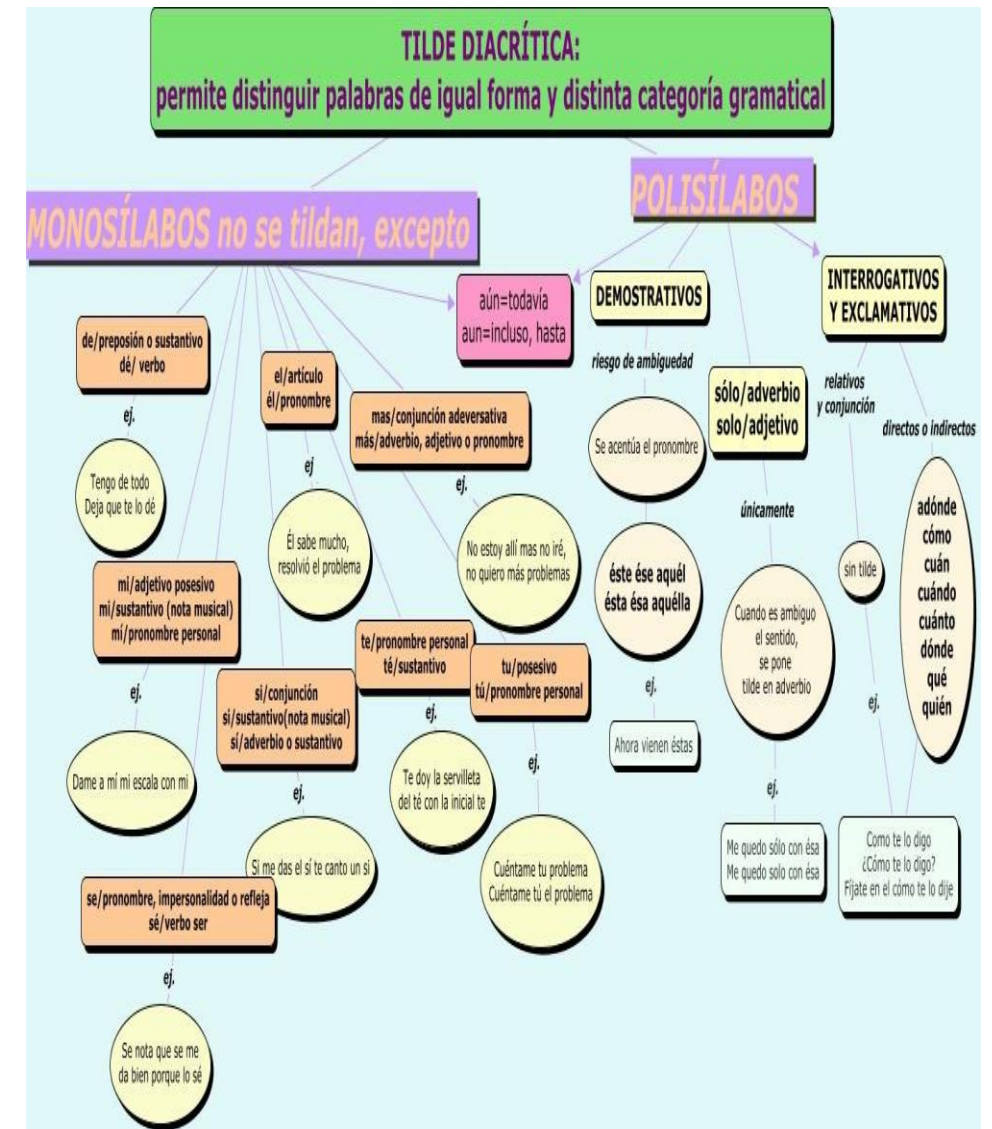 TILDE DIACRÍTICA:
permite distinguir palabras de igual forma y distinta categoría gramatical
MONOSÍLABOS no se tildan, excepto
de/preposión o sustantivo
dé/ verbo
ej.
Tengo de todo
Deja que te lo dé
mi/adjetivo posesivo
mi/sustantivo (nota musical)
mí/pronombre personal
ej.
Dame a mí mi escala con mi
se/pronombre, impersonalidad o refleja
sé/verbo ser
ej.
Se nota que se me
da bien porque lo sé
el/artículo
él/pronombre
ej
Él sabe mucho,
resolvió el problema
si/conjunción
si/sustantivo(nota musical)
sí/adverbio o sustantivo
ej.
Si me das el sí te canto un si
mas/conjunción adeversativa
más/adverbio, adjetivo o pronombre
ej.
No estoy allí mas no iré,
no quiero más problemas
te/pronombre personal
té/sustantivo
ej.
Te doy la servilleta
del té con la inicial te
tu/posesivo
tú/pronombre personal
ej.
Cuéntame tu problema
Cuéntame tú el problema
aún=todavía
aun=incluso, hasta
POLISÍLABOS
DEMOSTRATIVOS
riesgo de ambiguedad
Se acentúa el pronombre
éste ése aquél
ésta ésa aquélla
ej.
Ahora vienen éstas
sólo/adverbio
solo/adjetivo
únicamente
Cuando es ambiguo
el sentido,
se pone
tilde en adverbio
ej.
Me quedo sólo con ésa
Me quedo solo con ésa
INTERROGATIVOS
Y EXCLAMATIVOS
relativos
y conjunción
sin tilde
ej.
directos o indirectos
adónde
cómo
cuán
cuándo
cuánto
dónde
qué
quién
Como te lo digo
¿Cómo te lo digo?
Fíjate en el cómo te lo dije